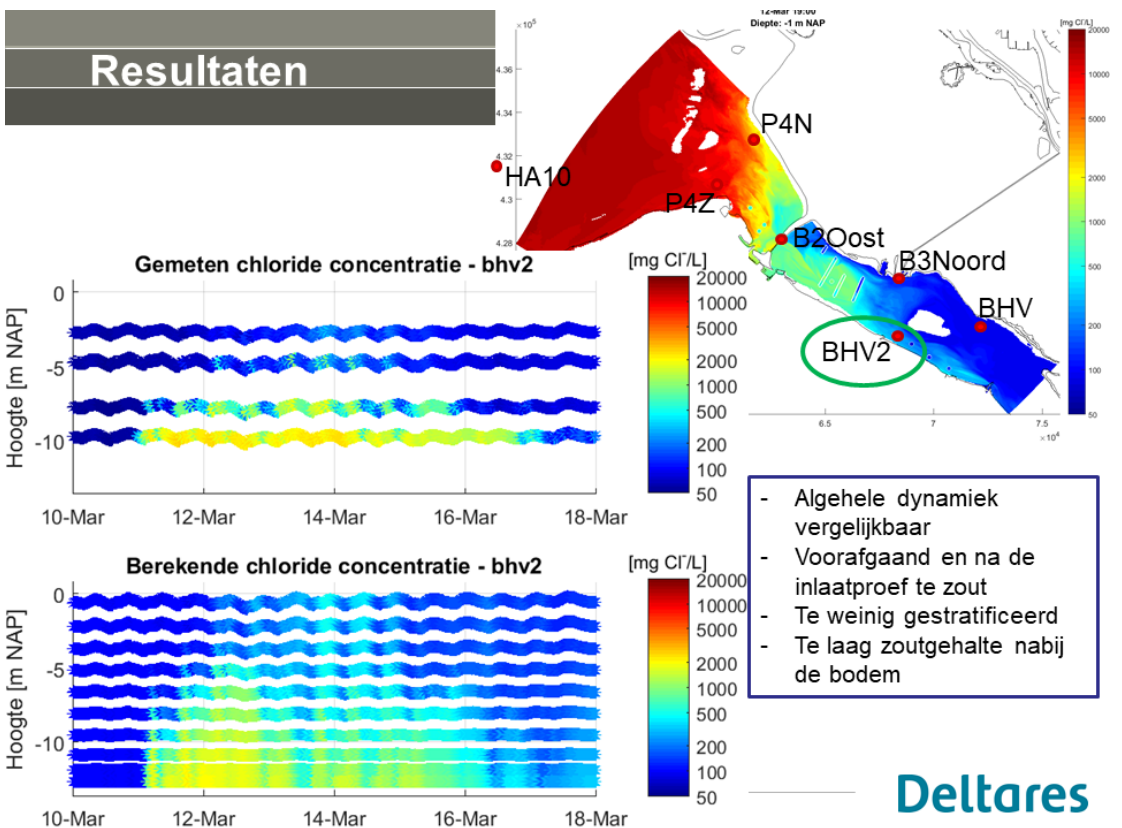 Resultaten
12-Mar 19:00
Diepte: -1 m NAP
×10⁵
4.36
4.34
4.32
4.3
4.28
HA10
P4N
P4Z
B2Oost
B3Noord
BHV
BHV2
6.5
7
7.5
×10⁴
[mg Cl⁻/L]
20000
10000
5000
2000
1000
500
200
100
50
Gemeten chloride concentratie - bhv2
Hoogte [m NAP]
0
-5
-10
10-Mar
12-Mar
14-Mar
16-Mar
18-Mar
[mg Cl⁻/L]
20000
10000
5000
2000
1000
500
200
100
50
Berekende chloride concentratie - bhv2
Hoogte [m NAP]
0
-5
-10
10-Mar
12-Mar
14-Mar
16-Mar
18-Mar
[mg Cl⁻/L]
20000
10000
5000
2000
1000
500
200
100
50
- Algehele dynamiek
vergelijkbaar
- Voorafgaand en na de
inlaatproef te zout
- Te weinig gestratificeerd
- Te laag zoutgehalte nabij
de bodem
Deltares